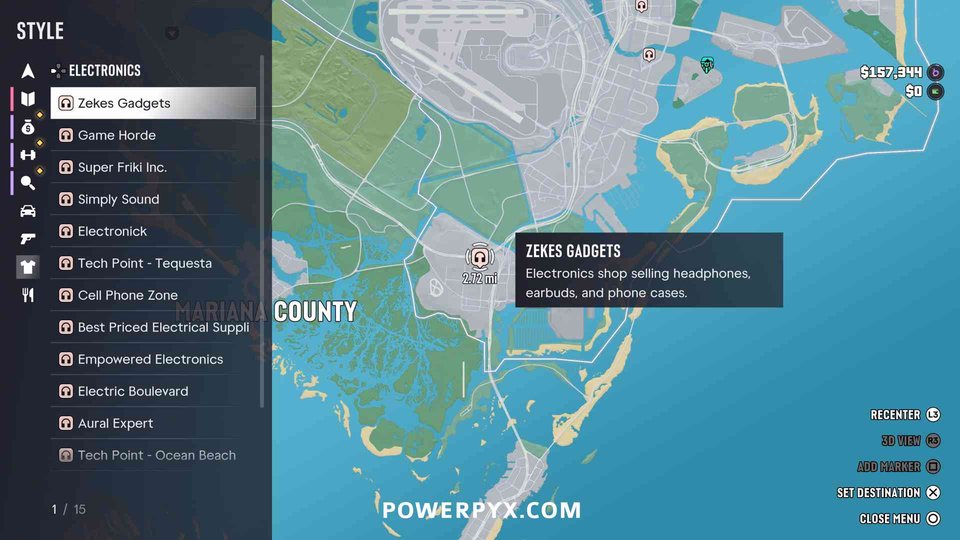 STYLE
ELECTRONICS
Zekes Gadgets
Game Horde
Super Friki Inc.
Simply Sound
Electronick
Tech Point - Tequesta
Cell Phone Zone
Best Priced Electrical Suppli
Empowered Electronics
Electric Boulevard
Aural Expert
Tech Point - Ocean Beach
1 / 15
MARIANA COUNTY
2.72 mi
ZEKES GADGETS
Electronics shop selling headphones,
earbuds, and phone cases.
$157,344
$0
RECENTER L3
3D VIEW R3
ADD MARKER
SET DESTINATION
CLOSE MENU
POWERPYX.COM